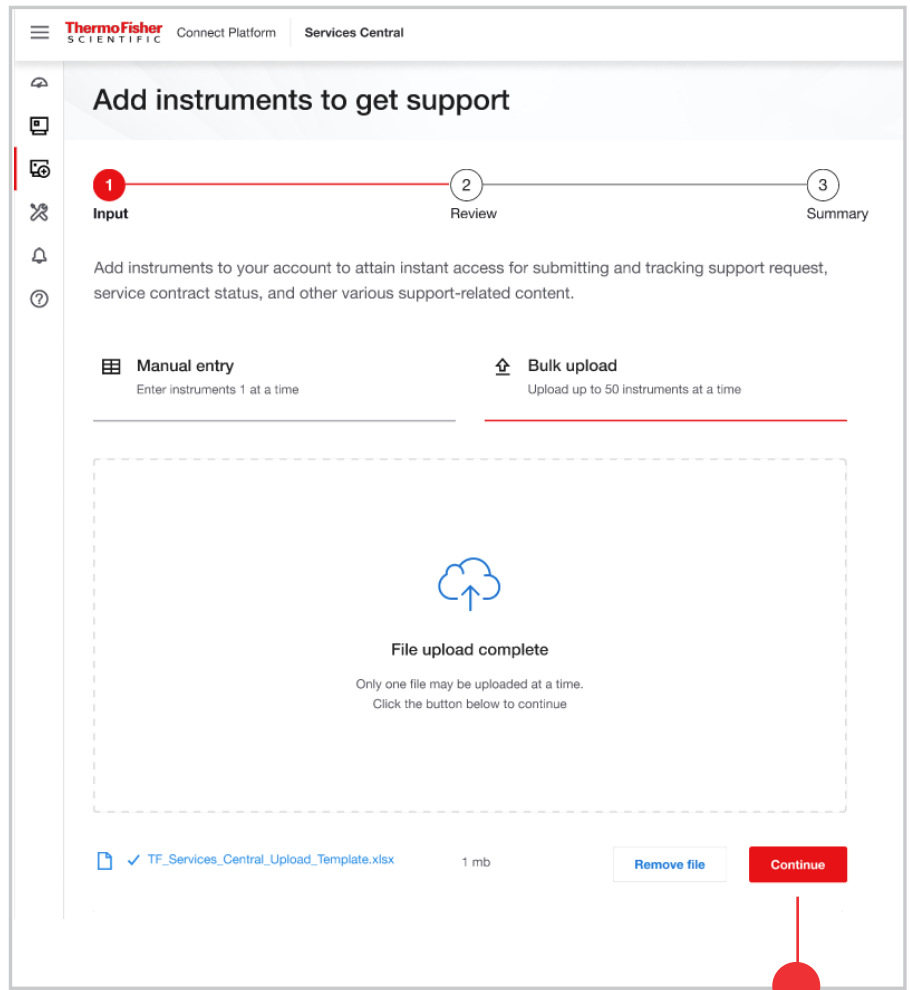 ThermoFisher
SCIENTIFIC
Connect Platform
Services Central
Add instruments to get support
1
2
3
Input
Review
Summary
Add instruments to your account to attain instant access for submitting and tracking support request,
service contract status, and other various support-related content.
Manual entry
Enter instruments 1 at a time
Bulk upload
Upload up to 50 instruments at a time
File upload complete
Only one file may be uploaded at a time.
Click the button below to continue
TF_Services_Central_Upload_Template.xlsx
1 mb
Remove file
Continue